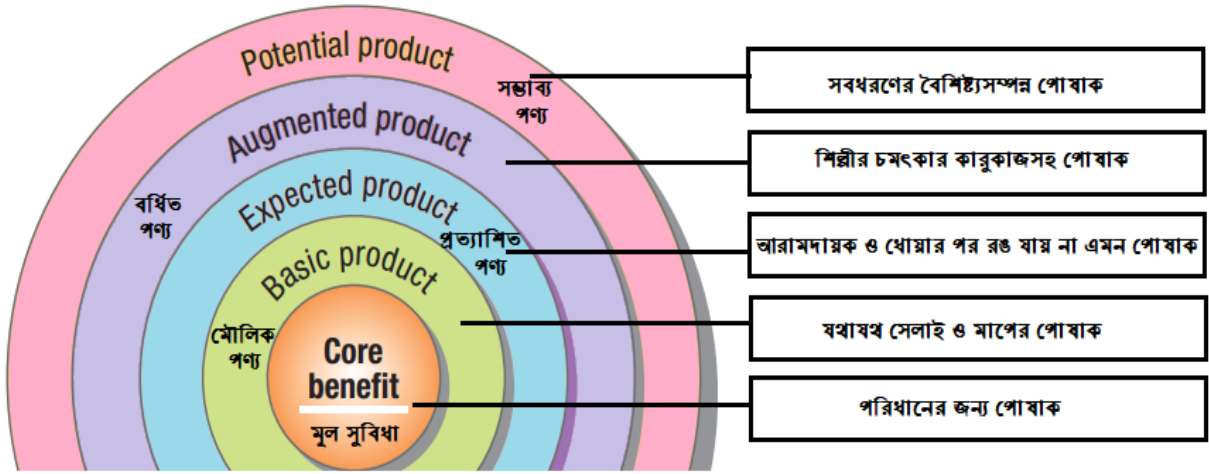 Potential product
সম্ভাব্য
পণ্য
সবধরণের বৈশিষ্ট্যসম্পন্ন পোষাক
Augmented product
বর্ধিত
পণ্য
শিল্পীর চমৎকার কারুকাজসহ পোষাক
Expected product
প্রত্যাশিত
পণ্য
আরামদায়ক ও ধোয়ার পর রঙ যায় না এমন পোষাক
Basic product
মৌলিক
পণ্য
যথাযথ সেলাই ও মাপের পোষাক
Core
benefit
মূল সুবিধা
পরিধানের জন্য পোষাক